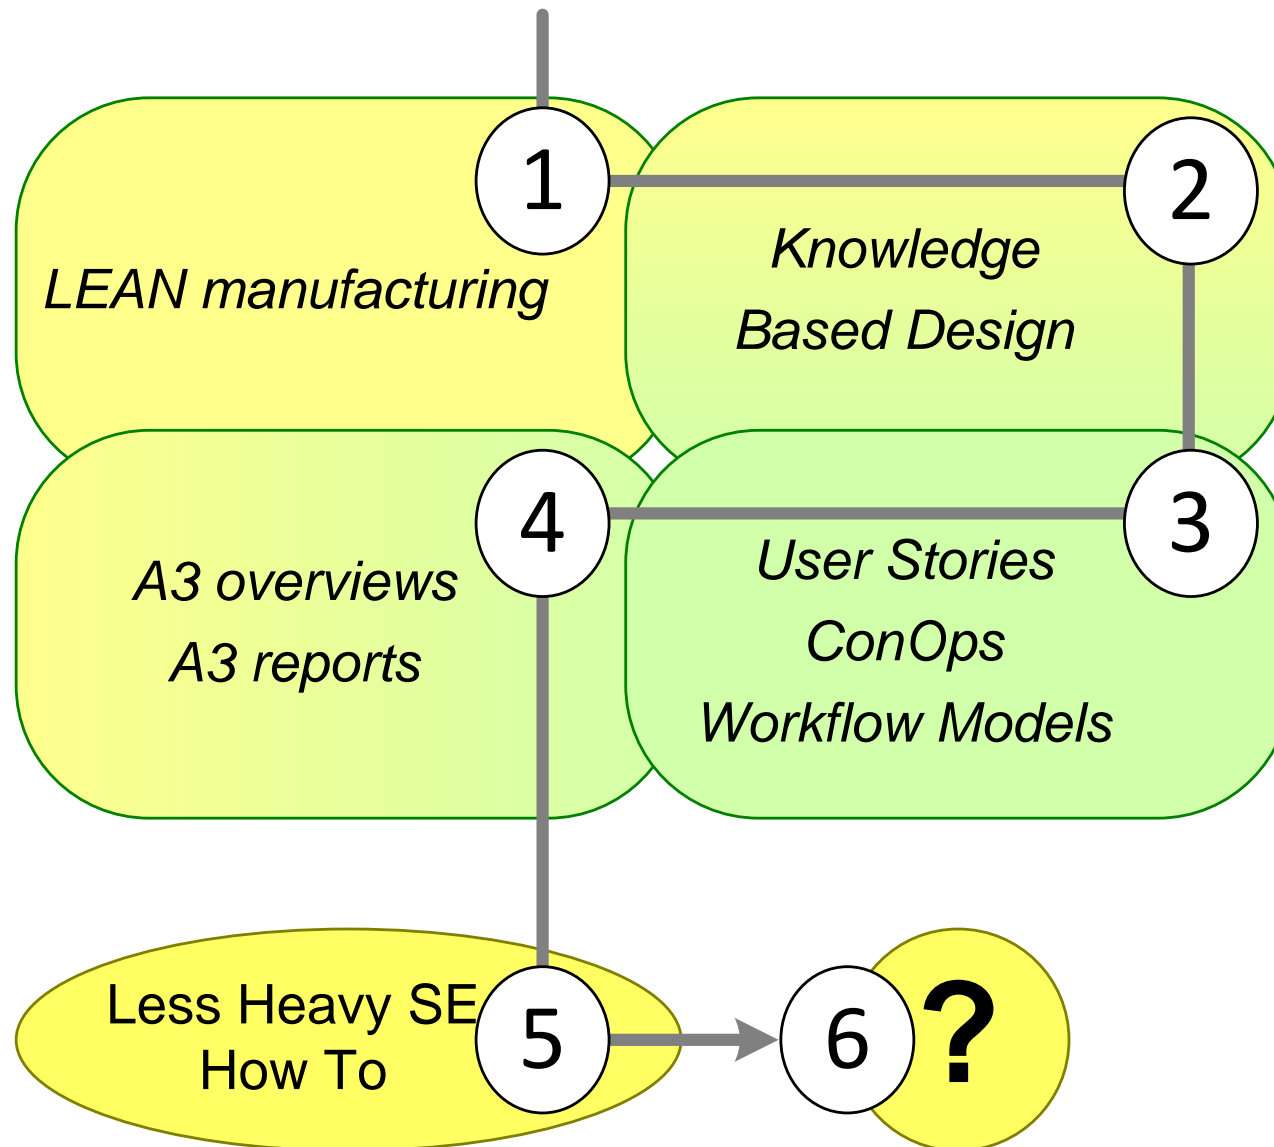 1
LEAN manufacturing
2
Knowledge
Based Design
3
User Stories
ConOps
Workflow Models
4
A3 overviews
A3 reports
5
Less Heavy SE
How To
6
?